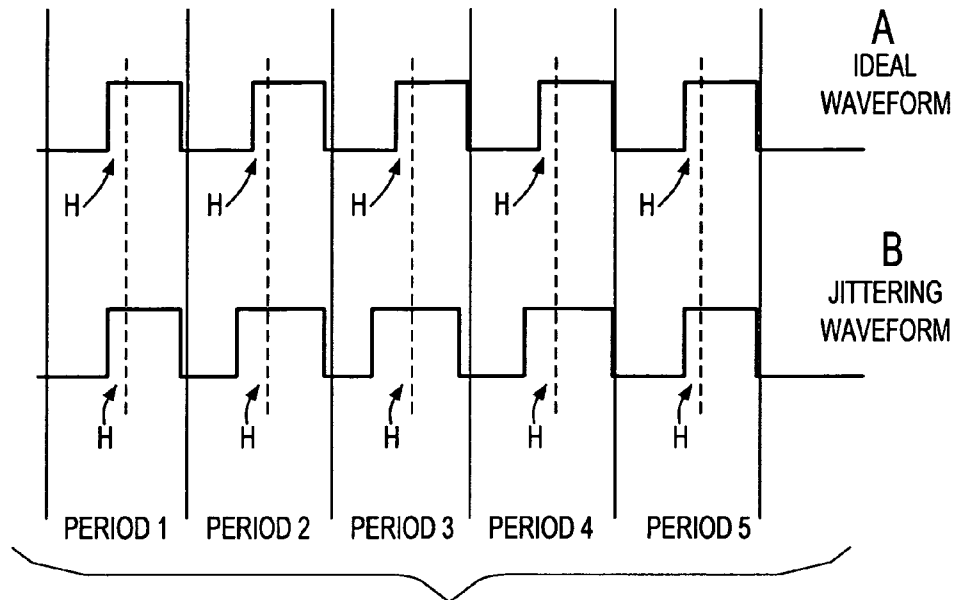 A
IDEAL
WAVEFORM
H H H H H
B
JITTERING
WAVEFORM
H H H H H
PERIOD 1 PERIOD 2 PERIOD 3 PERIOD 4 PERIOD 5